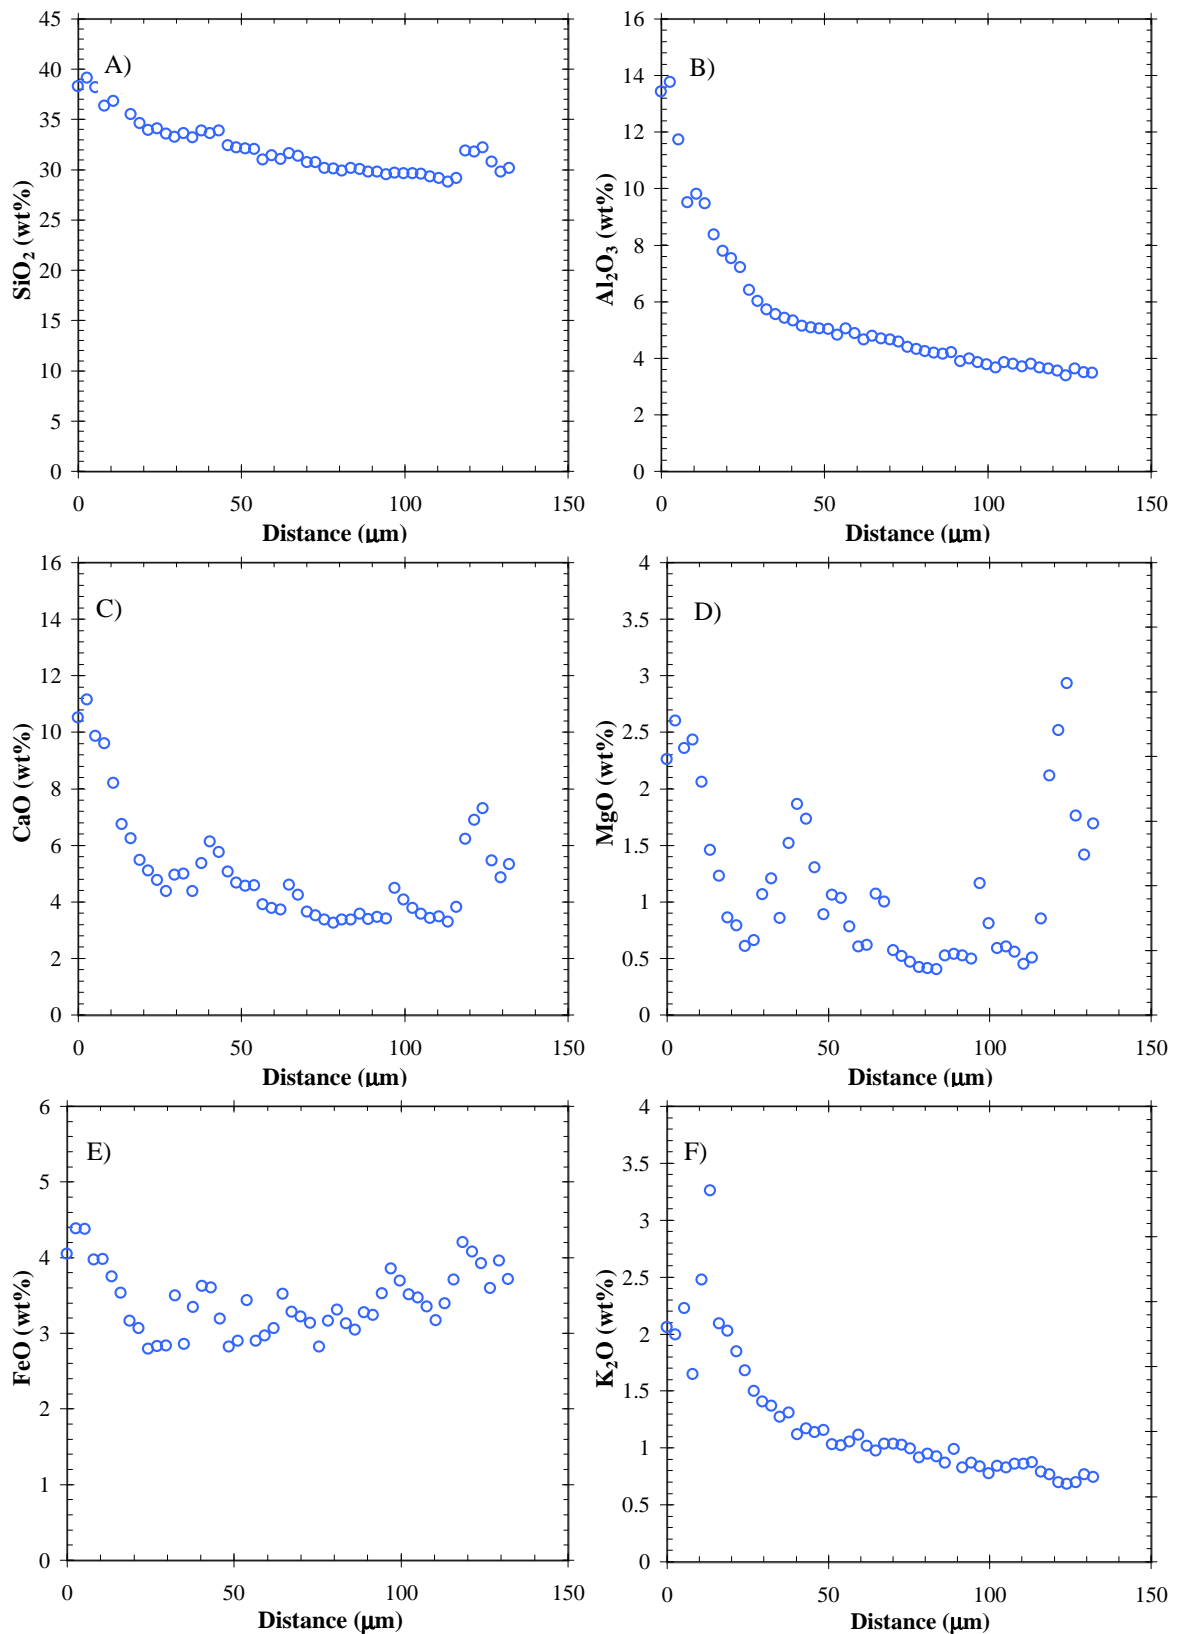 45
40
35
30
25
20
15
10
5
0
SiO₂ (wt%)
A)
0 50 100 150
Distance (μm)
16
14
12
10
8
6
4
2
0
Al₂O₃ (wt%)
B)
0 50 100 150
Distance (μm)
16
14
12
10
8
6
4
2
0
CaO (wt%)
C)
0 50 100 150
Distance (μm)
4
3.5
3
2.5
2
1.5
1
0.5
0
MgO (wt%)
D)
0 50 100 150
Distance (μm)
6
5
4
3
2
1
0
FeO (wt%)
E)
0 50 100 150
Distance (μm)
4
3.5
3
2.5
2
1.5
1
0.5
0
K₂O (wt%)
F)
0 50 100 150
Distance (μm)